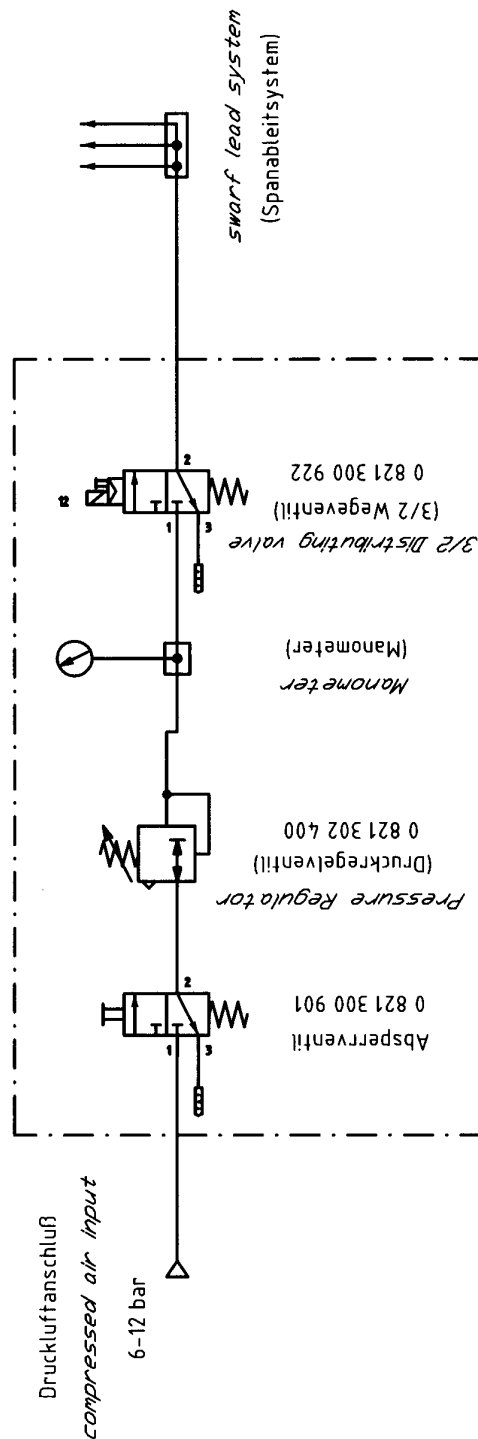 Druckluftanschluß
compressed air input
6-12 bar
1
2
3
Absperrventil
0 821 300 901
Pressure Regulator
(Druckregelventil)
0 821 302 400
Manometer
(Manometer)
12
1
2
3
3/2 Distributing valve
(3/2 Wegeventil)
0 821 300 922
swarf lead system
(Spanableitsystem)